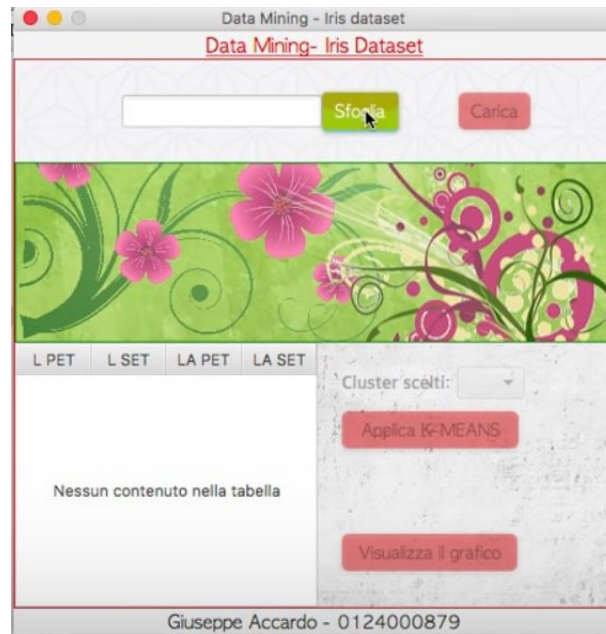 Data Mining - Iris dataset
Data Mining- Iris Dataset
Sfoglia Carica
L PET L SET LA PET LA SET
Cluster scelti:
Applica K-MEANS
Nessun contenuto nella tabella
Visualizza il grafico
Giuseppe Accardo - 0124000879